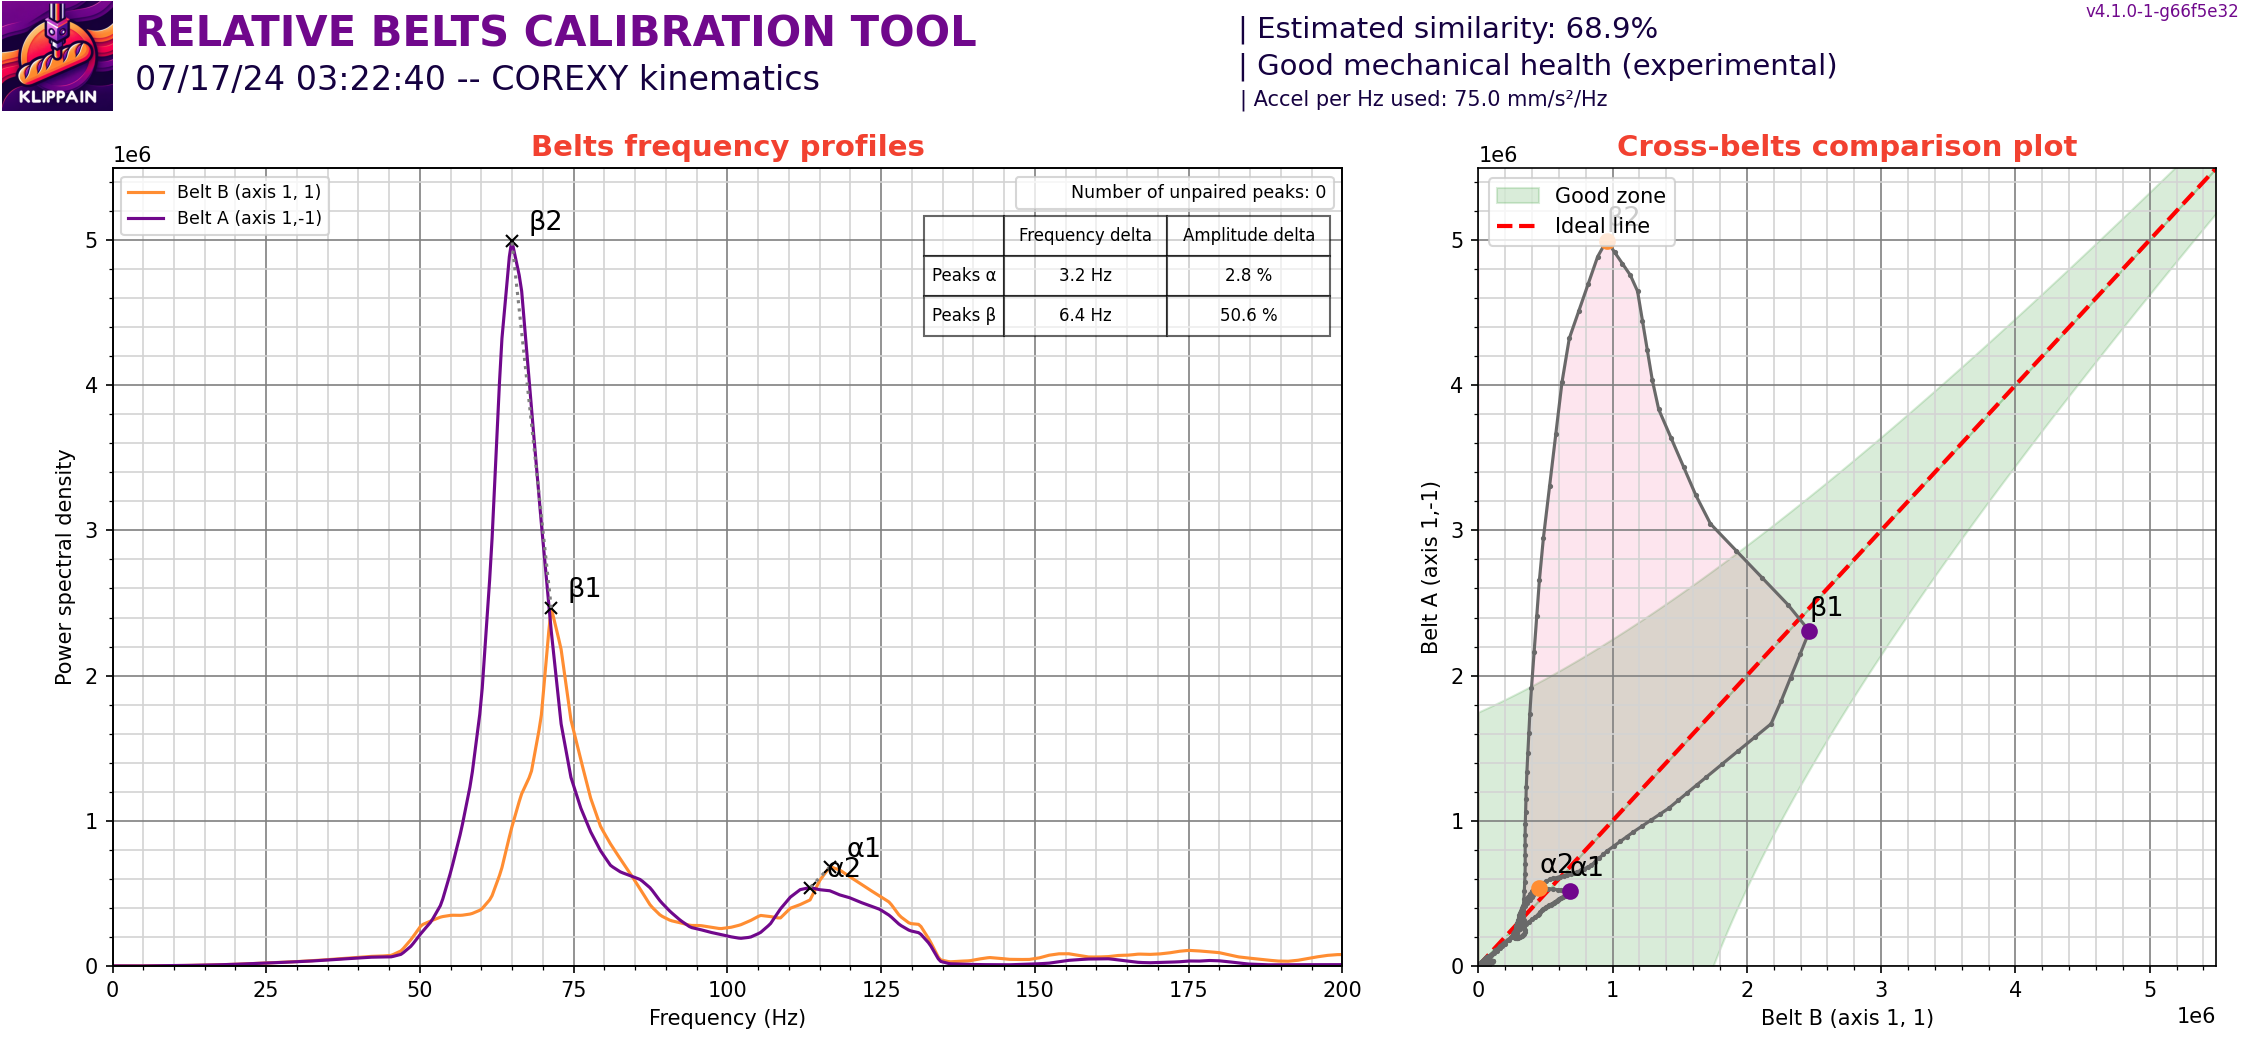 KLIPPAIN
RELATIVE BELTS CALIBRATION TOOL
07/17/24 03:22:40 -- COREXY kinematics
| Estimated similarity: 68.9%
| Good mechanical health (experimental)
| Accel per Hz used: 75.0 mm/s²/Hz
v4.1.0-1-g66f5e32
Belts frequency profiles
1e6
Belt B (axis 1, 1)
Belt A (axis 1,-1)
Number of unpaired peaks: 0
Frequency delta Amplitude delta
Peaks α 3.2 Hz 2.8 %
Peaks β 6.4 Hz 50.6 %
β2
β1
α1
α2
5
4
3
2
1
0
Power spectral density
0 25 50 75 100 125 150 175 200
Frequency (Hz)
Cross-belts comparison plot
1e6
Good zone
Ideal line
β2
β1
α2
α1
5
4
3
2
1
0
Belt A (axis 1,-1)
0 1 2 3 4 5
Belt B (axis 1, 1)
1e6